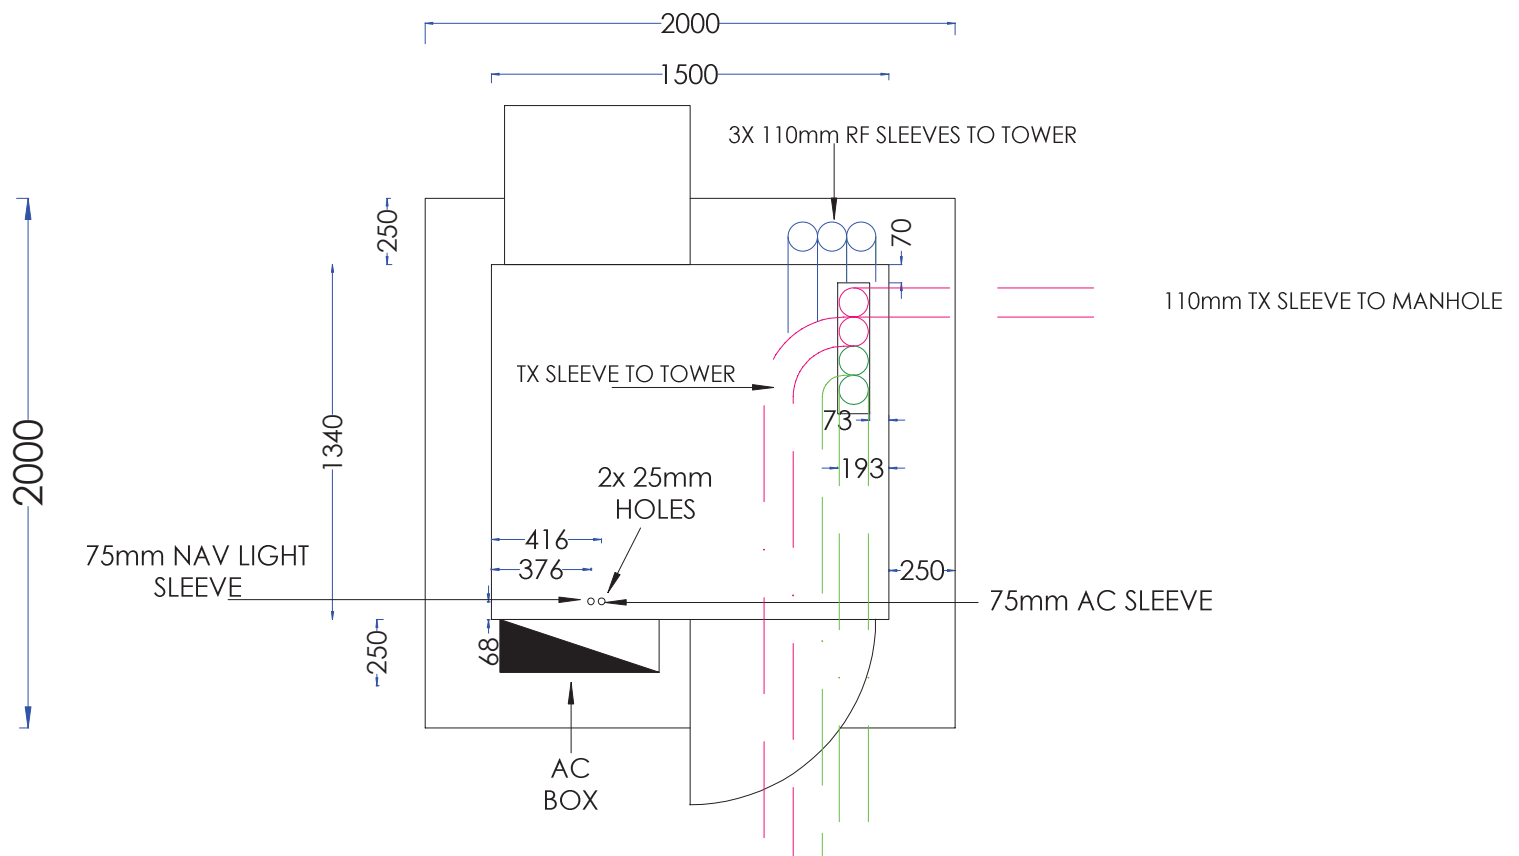 2000
1500
3X 110mm RF SLEEVES TO TOWER
250
70
110mm TX SLEEVE TO MANHOLE
TX SLEEVE TO TOWER
73
1340
2000
193
2x 25mm
HOLES
416
376
75mm NAV LIGHT
SLEEVE
250
75mm AC SLEEVE
250
68
AC
BOX